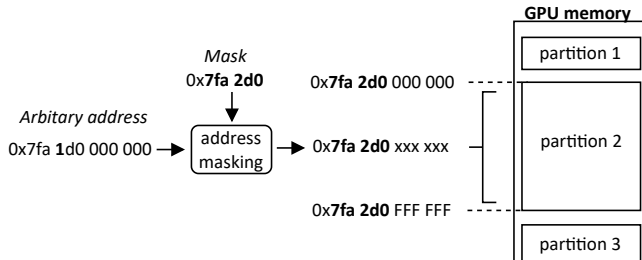 GPU memory
partition 1
Mask
0x7fa 2d0
0x7fa 2d0 000 000
Arbitary address
0x7fa 1d0 000 000
address
masking
0x7fa 2d0 xxx xxx
partition 2
0x7fa 2d0 FFF FFF
partition 3